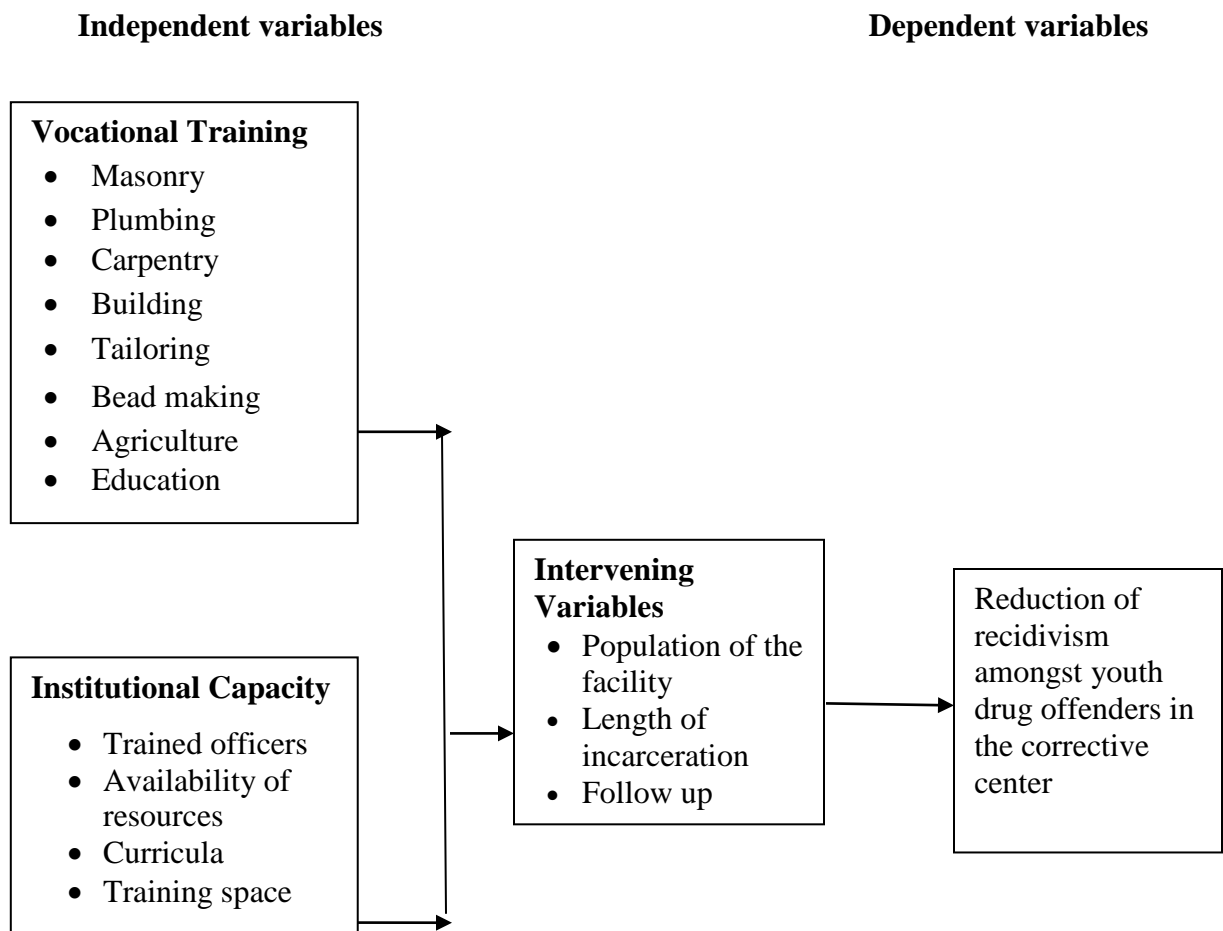 Independent variables
Dependent variables
Vocational Training
• Masonry
• Plumbing
• Carpentry
• Building
• Tailoring
• Bead making
• Agriculture
• Education
Institutional Capacity
• Trained officers
• Availability of
resources
• Curricula
• Training space
Intervening
Variables
• Population of the
facility
• Length of
incarceration
• Follow up
Reduction of
recidivism
amongst youth
drug offenders in
the corrective
center